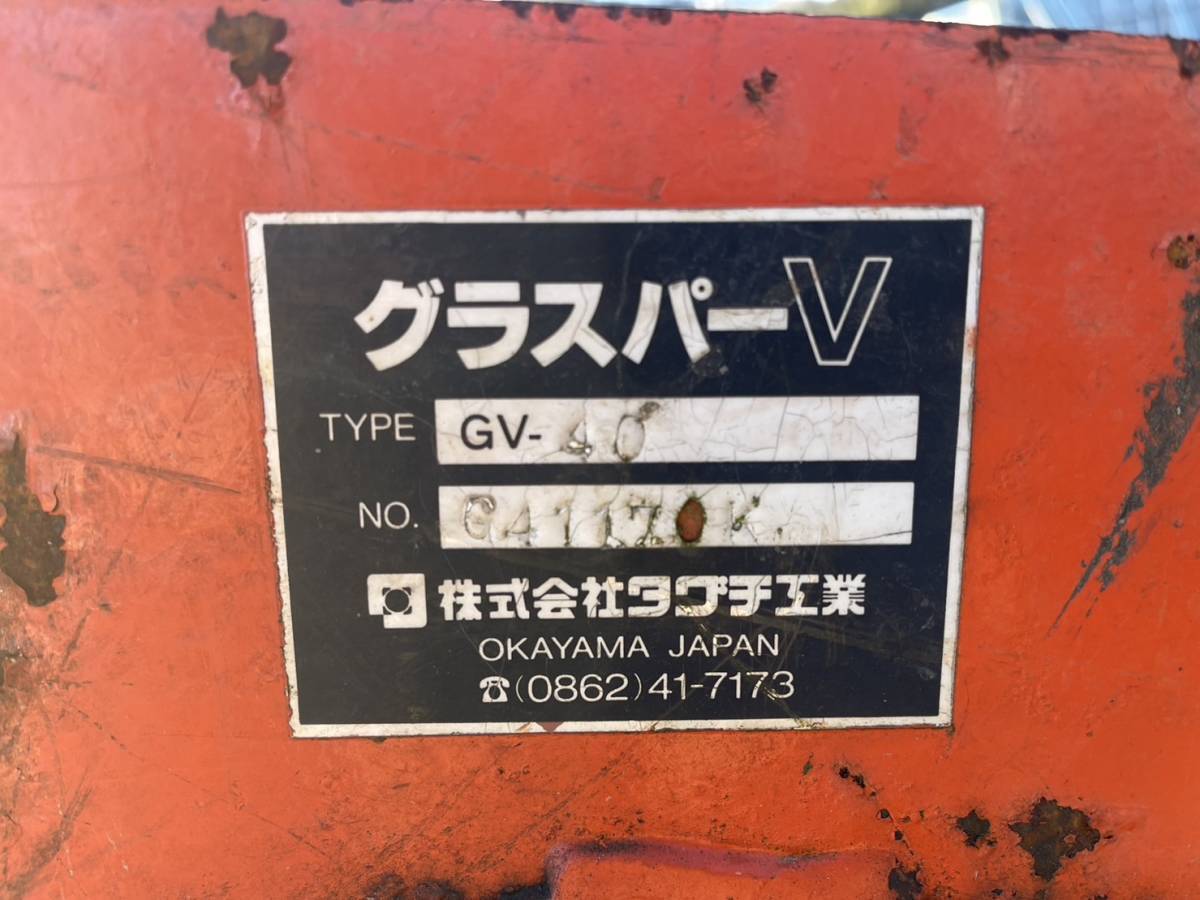 グラスパーV
TYPE GV-40
NO.
株式会社タグチ工業
OKAYAMA JAPAN
☎(0862)41-7173